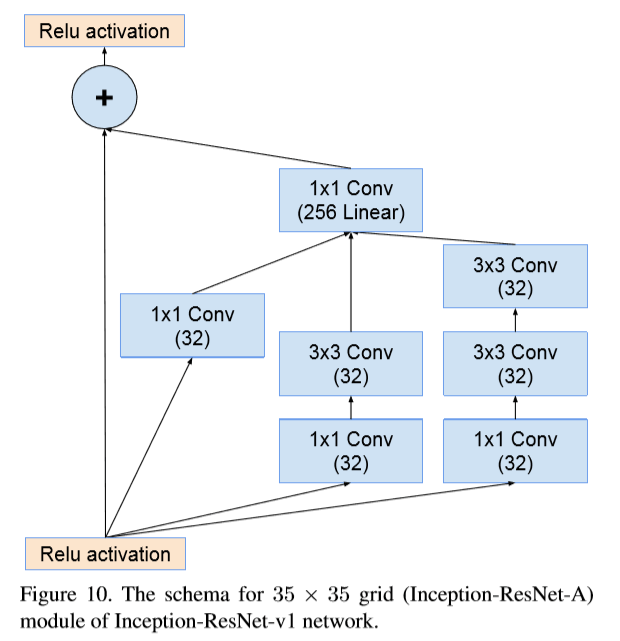 Relu activation
+
1x1 Conv
(256 Linear)
3x3 Conv
(32)
1x1 Conv
(32)
3x3 Conv
(32)
3x3 Conv
(32)
1x1 Conv
(32)
1x1 Conv
(32)
Relu activation
Figure 10. The schema for 35 × 35 grid (Inception-ResNet-A)
module of Inception-ResNet-v1 network.